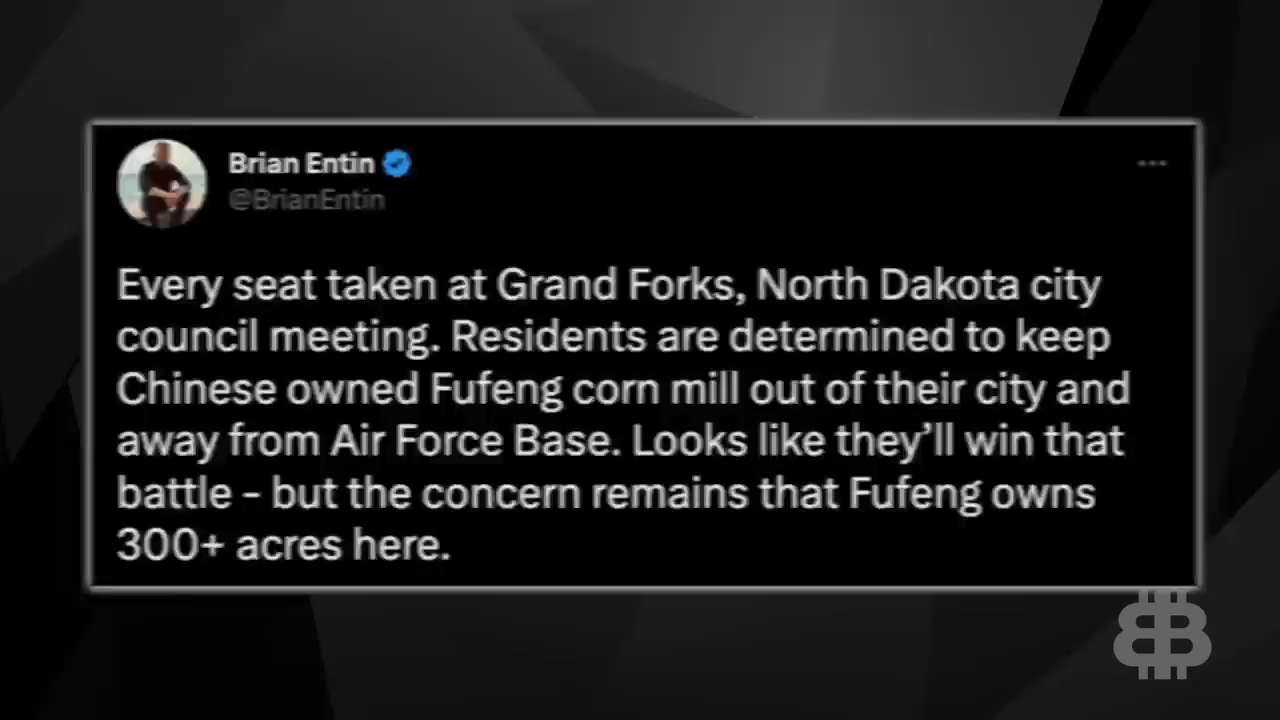 Brian Entin
@BrianEntin
Every seat taken at Grand Forks, North Dakota city
council meeting. Residents are determined to keep
Chinese owned Fufeng corn mill out of their city and
away from Air Force Base. Looks like they’ll win that
battle - but the concern remains that Fufeng owns
300+ acres here.